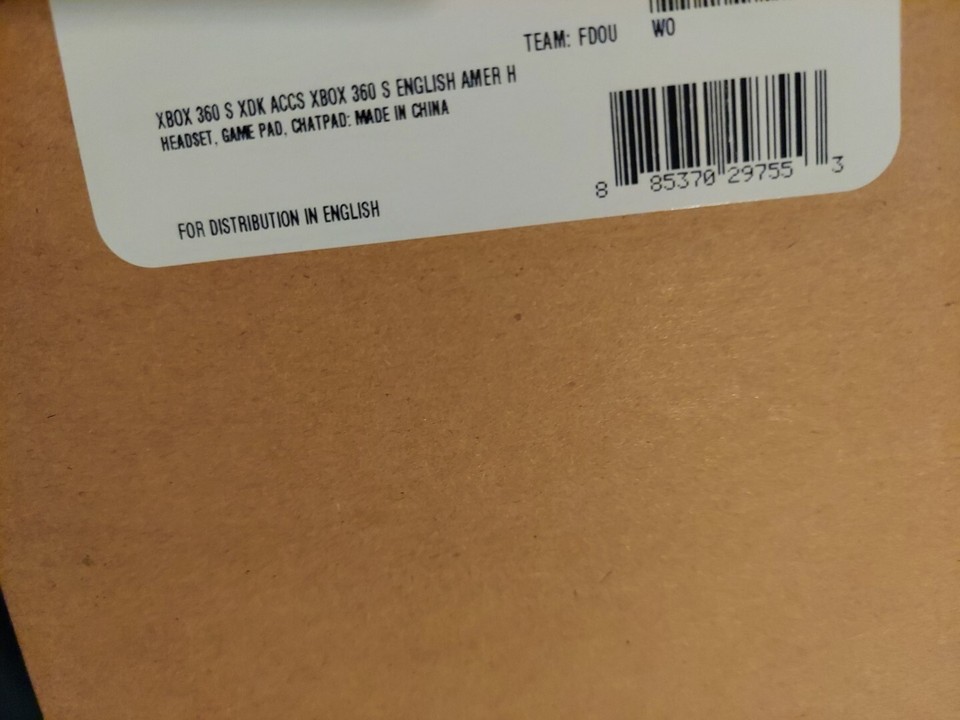 TEAM: FDOU WO
XBOX 360 S XDK ACCS XBOX 360 S ENGLISH AMER H
HEADSET, GAME PAD, CHATPAD: MADE IN CHINA
8 85370 29755 3
FOR DISTRIBUTION IN ENGLISH